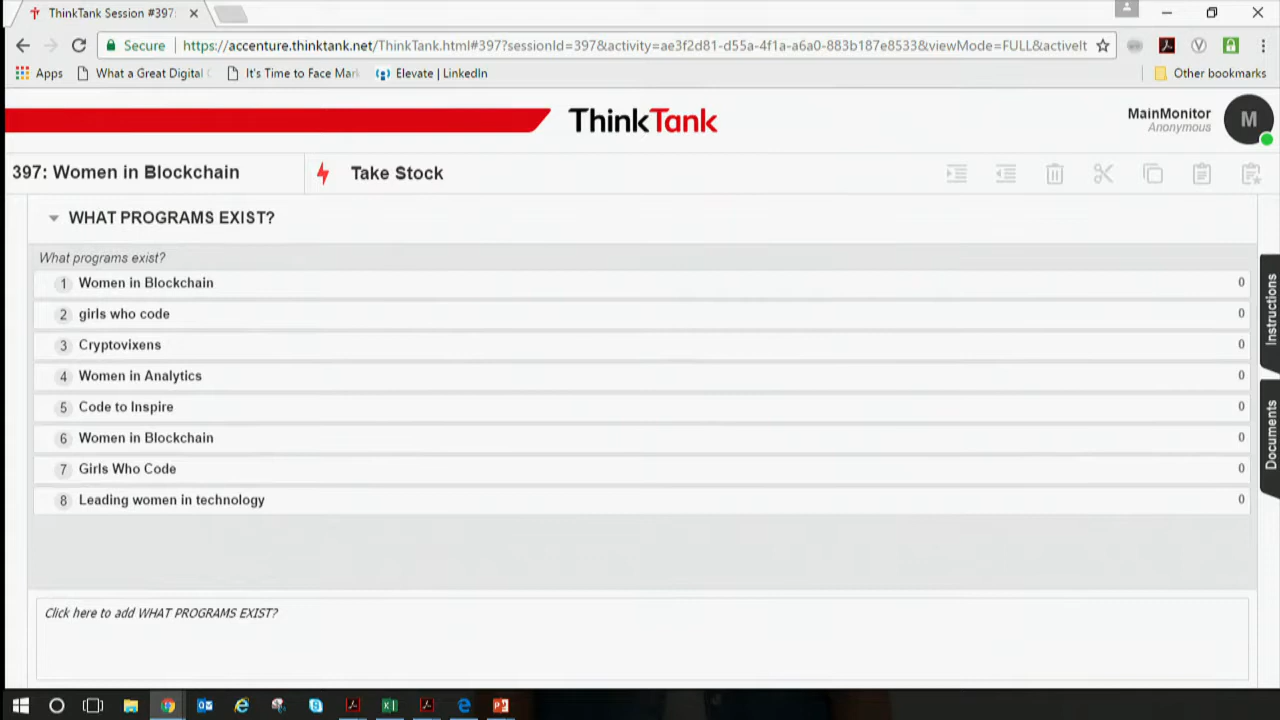 ThinkTank Session #397:
Secure
https://accenture.thinktank.net/ThinkTank.html#397?sessionId=397&activity=ae3f2d81-d55a-4f1a-a6a0-883b187e8533&viewMode=FULL&activeIt
Apps
What a Great Digital
It's Time to Face Mar
Elevate | LinkedIn
Other bookmarks
ThinkTank
MainMonitor
Anonymous
M
397: Women in Blockchain
Take Stock
WHAT PROGRAMS EXIST?
What programs exist?
1 Women in Blockchain 0
2 girls who code 0
3 Cryptovixens 0
4 Women in Analytics 0
5 Code to Inspire 0
6 Women in Blockchain 0
7 Girls Who Code 0
8 Leading women in technology 0
Click here to add WHAT PROGRAMS EXIST?
Instructions
Documents